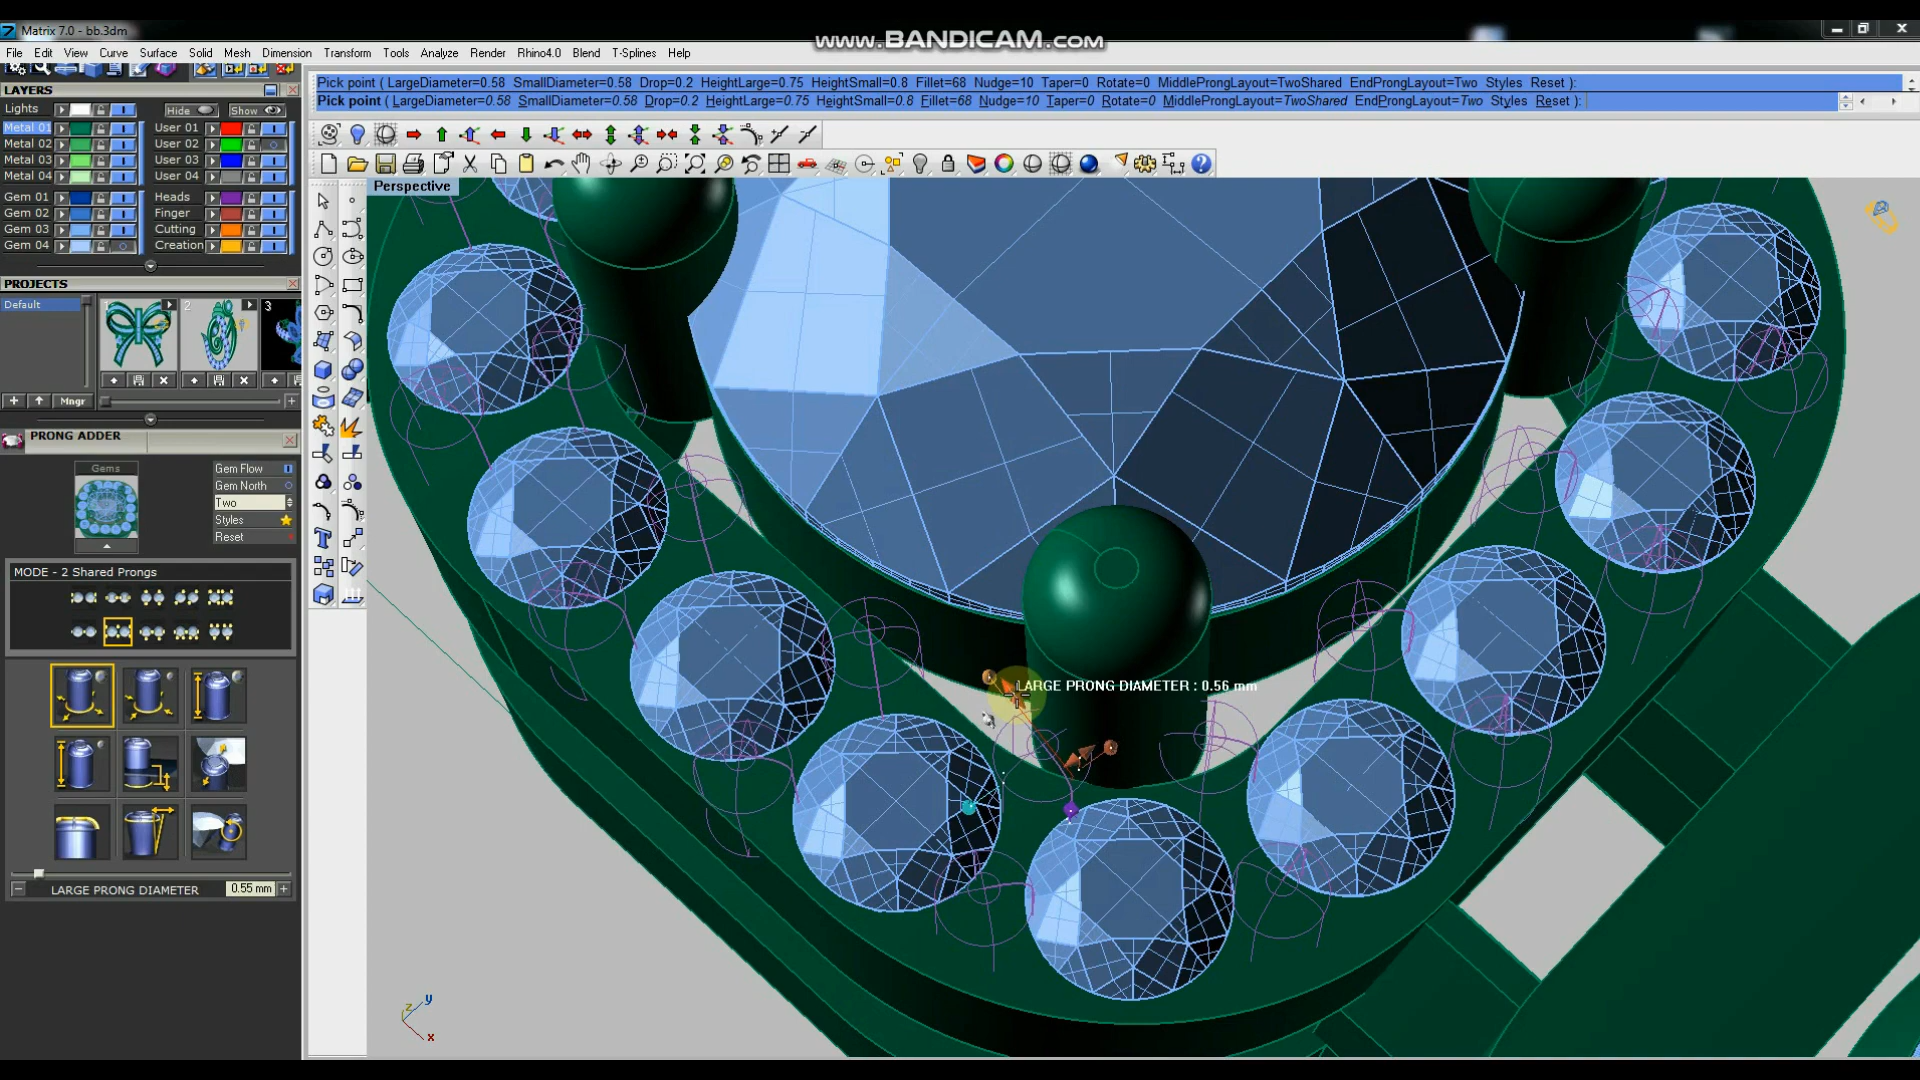 Matrix 7.0 - bb.3dm
www.BANDICAM.com
File Edit View Curve Surface Solid Mesh Dimension Transform Tools Analyze Render Rhino4.0 Blend T-Splines Help
Pick point ( LargeDiameter=0.58 SmallDiameter=0.58 Drop=0.2 HeightLarge=0.75 HeightSmall=0.8 Fillet=68 Nudge=10 Taper=0 Rotate=0 MiddleProngLayout=TwoShared EndProngLayout=Two Styles Reset ):
Pick point ( LargeDiameter=0.58 SmallDiameter=0.58 Drop=0.2 HeightLarge=0.75 HeightSmall=0.8 Fillet=68 Nudge=10 Taper=0 Rotate=0 MiddleProngLayout=TwoShared EndProngLayout=Two Styles Reset ):
LAYERS
Lights Hide Show
Metal 01 User 01
Metal 02 User 02
Metal 03 User 03
Metal 04 User 04
Gem 01 Heads
Gem 02 Finger
Gem 03 Cutting
Gem 04 Creation
PROJECTS
Default
1 2 3
Mngr
PRONG ADDER
Gems
Gem Flow
Gem North
Two
Styles
Reset
MODE - 2 Shared Prongs
LARGE PRONG DIAMETER 0.55 mm
Perspective
LARGE PRONG DIAMETER : 0.56 mm
z y
x